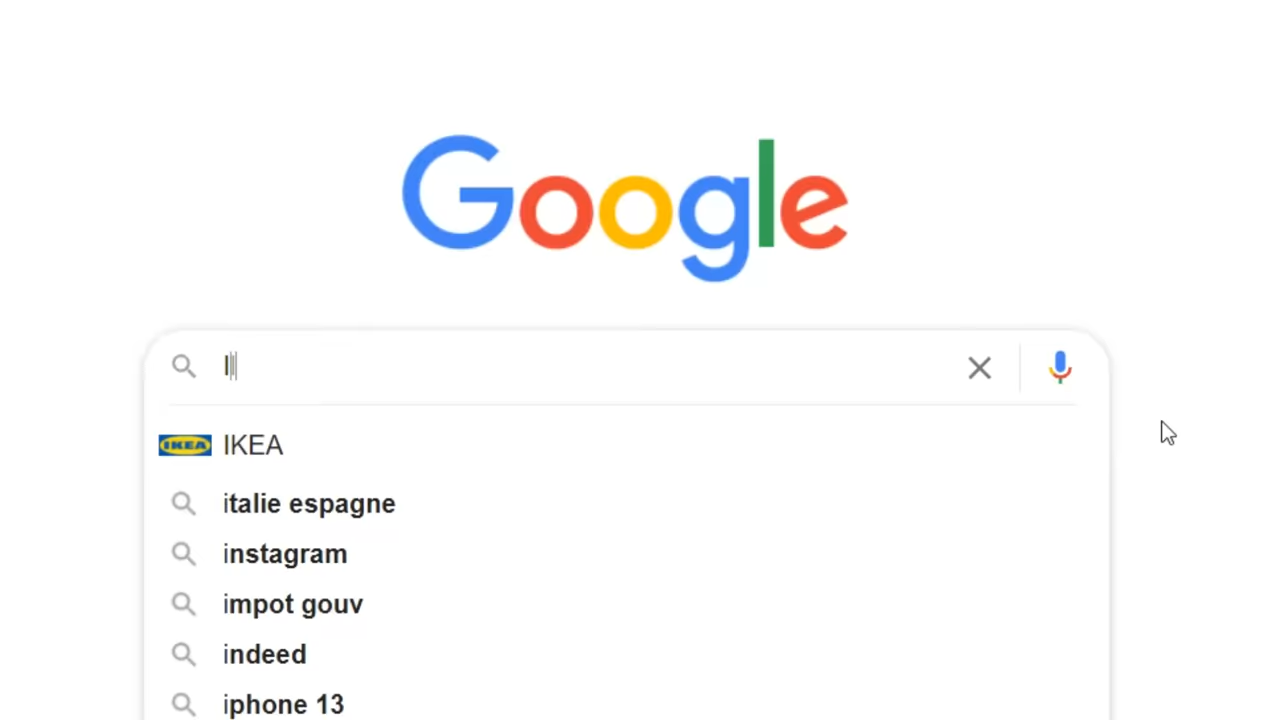 Google
I
IKEA IKEA
italie espagne
instagram
impot gouv
indeed
iphone 13